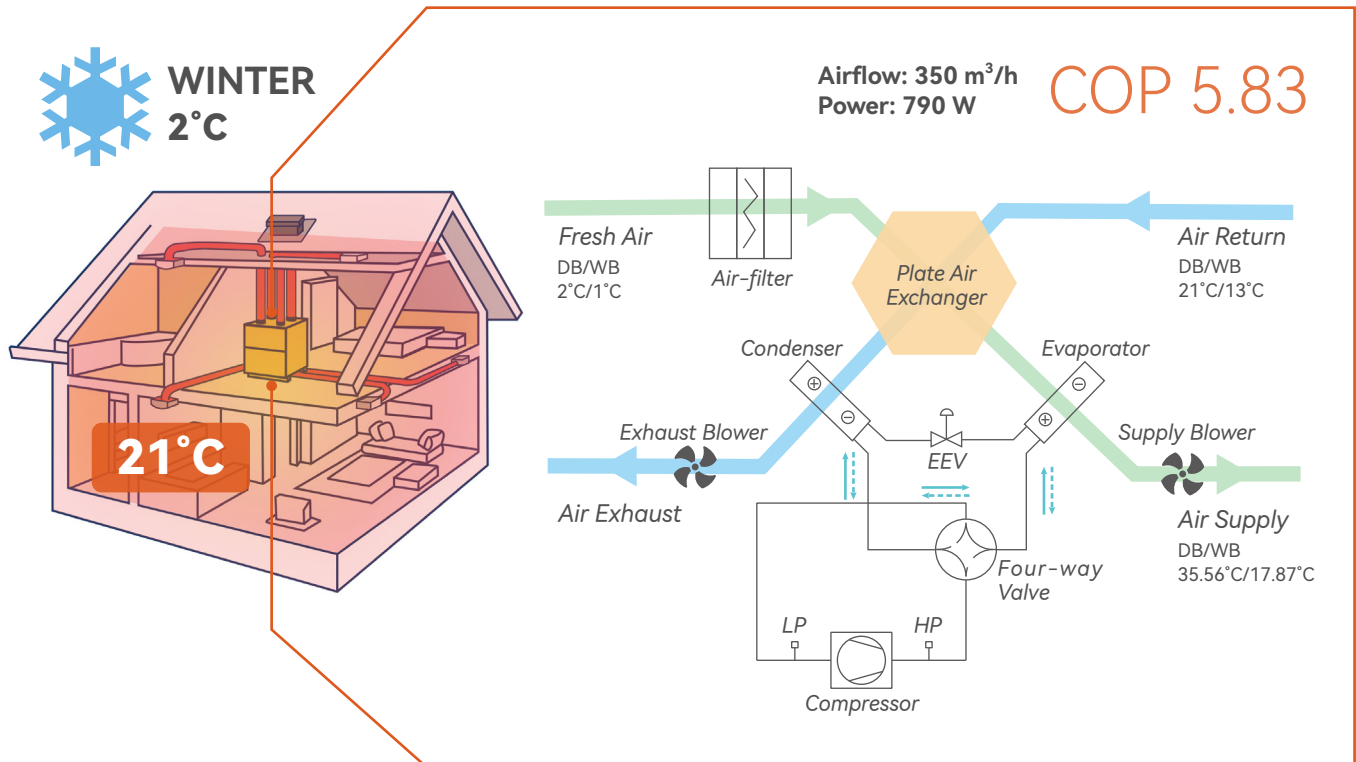 WINTER
2˚C
Airflow: 350 m³/h
Power: 790 W
COP 5.83
Fresh Air
DB/WB
2˚C/1˚C
Air-filter
Plate Air
Exchanger
Air Return
DB/WB
21˚C/13˚C
Condenser
Evaporator
21˚C
Exhaust Blower
EEV
Supply Blower
Air Exhaust
Air Supply
DB/WB
35.56˚C/17.87˚C
Four-way
Valve
LP
HP
Compressor